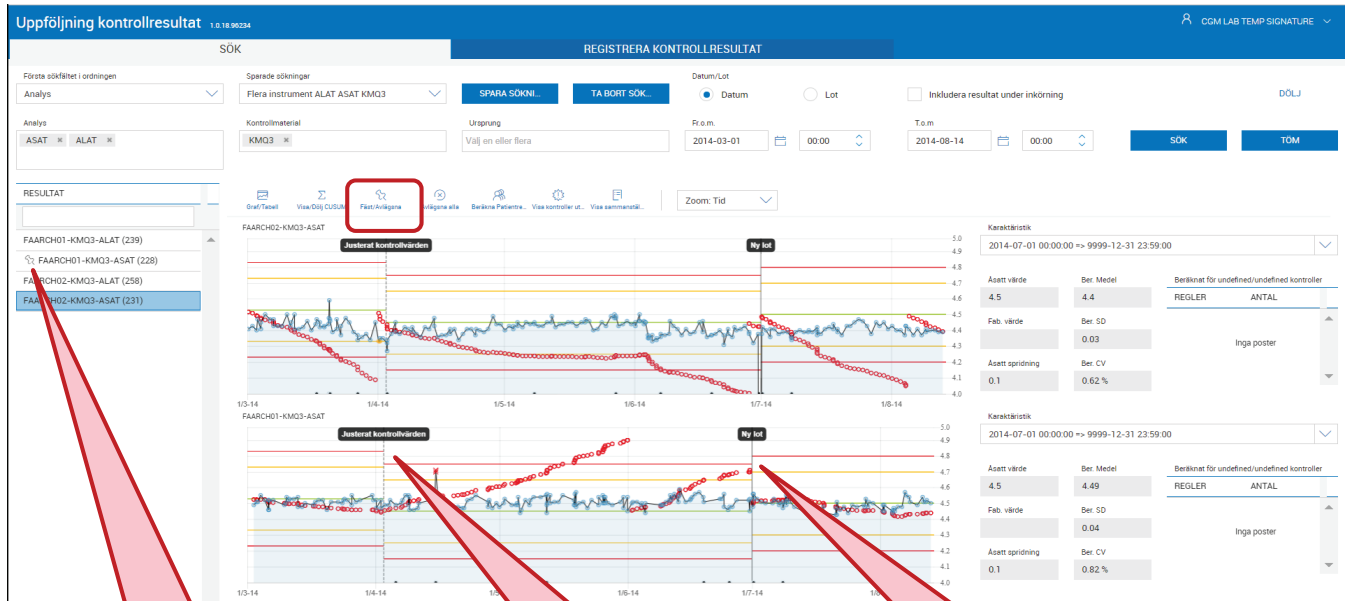 Uppföljning kontrollresultat 1.0.18.96234
CGM LAB TEMP SIGNATURE
SÖK
REGISTRERA KONTROLLRESULTAT
Första sökfältet i ordningen
Analys
Sparade sökningar
Flera instrument ALAT ASAT KMQ3
SPARA SÖKNI...
TA BORT SÖK...
Datum/Lot
Datum
Lot
Inkludera resultat under inkörning
DÖLJ
Analys
ASAT × ALAT ×
Kontrollmaterial
KMQ3 ×
Ursprung
Välj en eller flera
Fr.o.m.
2014-03-01 00:00
T.o.m
2014-08-14 00:00
SÖK
TÖM
RESULTAT
FAARCH01-KMQ3-ALAT (239)
FAARCH01-KMQ3-ASAT (228)
FAARCH02-KMQ3-ALAT (258)
FAARCH02-KMQ3-ASAT (231)
Graf/Tabell
Visa/Dölj CUSUM
Fäst/Avlägsna
Avlägsna alla
Beräkna Patientre...
Visa kontroller ut...
Visa sammanstäl...
Zoom: Tid
FAARCH02-KMQ3-ASAT
Justerat kontrollvärden
Ny lot
5.0
4.9
4.8
4.7
4.6
4.5
4.4
4.3
4.2
4.1
4.0
1/3-14 1/4-14 1/5-14 1/6-14 1/7-14 1/8-14
Karaktäristik
2014-07-01 00:00:00 => 9999-12-31 23:59:00
Åsatt värde
4.5
Ber. Medel
4.4
Beräknat för undefined/undefined kontroller
REGLER ANTAL
Fab. värde
Ber. SD
0.03
Inga poster
Åsatt spridning
0.1
Ber. CV
0.62 %
FAARCH01-KMQ3-ASAT
Justerat kontrollvärden
Ny lot
5.0
4.9
4.8
4.7
4.6
4.5
4.4
4.3
4.2
4.1
4.0
1/3-14 1/4-14 1/6-14 1/7-14
Karaktäristik
2014-07-01 00:00:00 => 9999-12-31 23:59:00
Åsatt värde
4.5
Ber. Medel
4.49
Beräknat för undefined/undefined kontroller
REGLER ANTAL
Fab. värde
Ber. SD
0.04
Inga poster
Åsatt spridning
0.1
Ber. CV
0.82 %